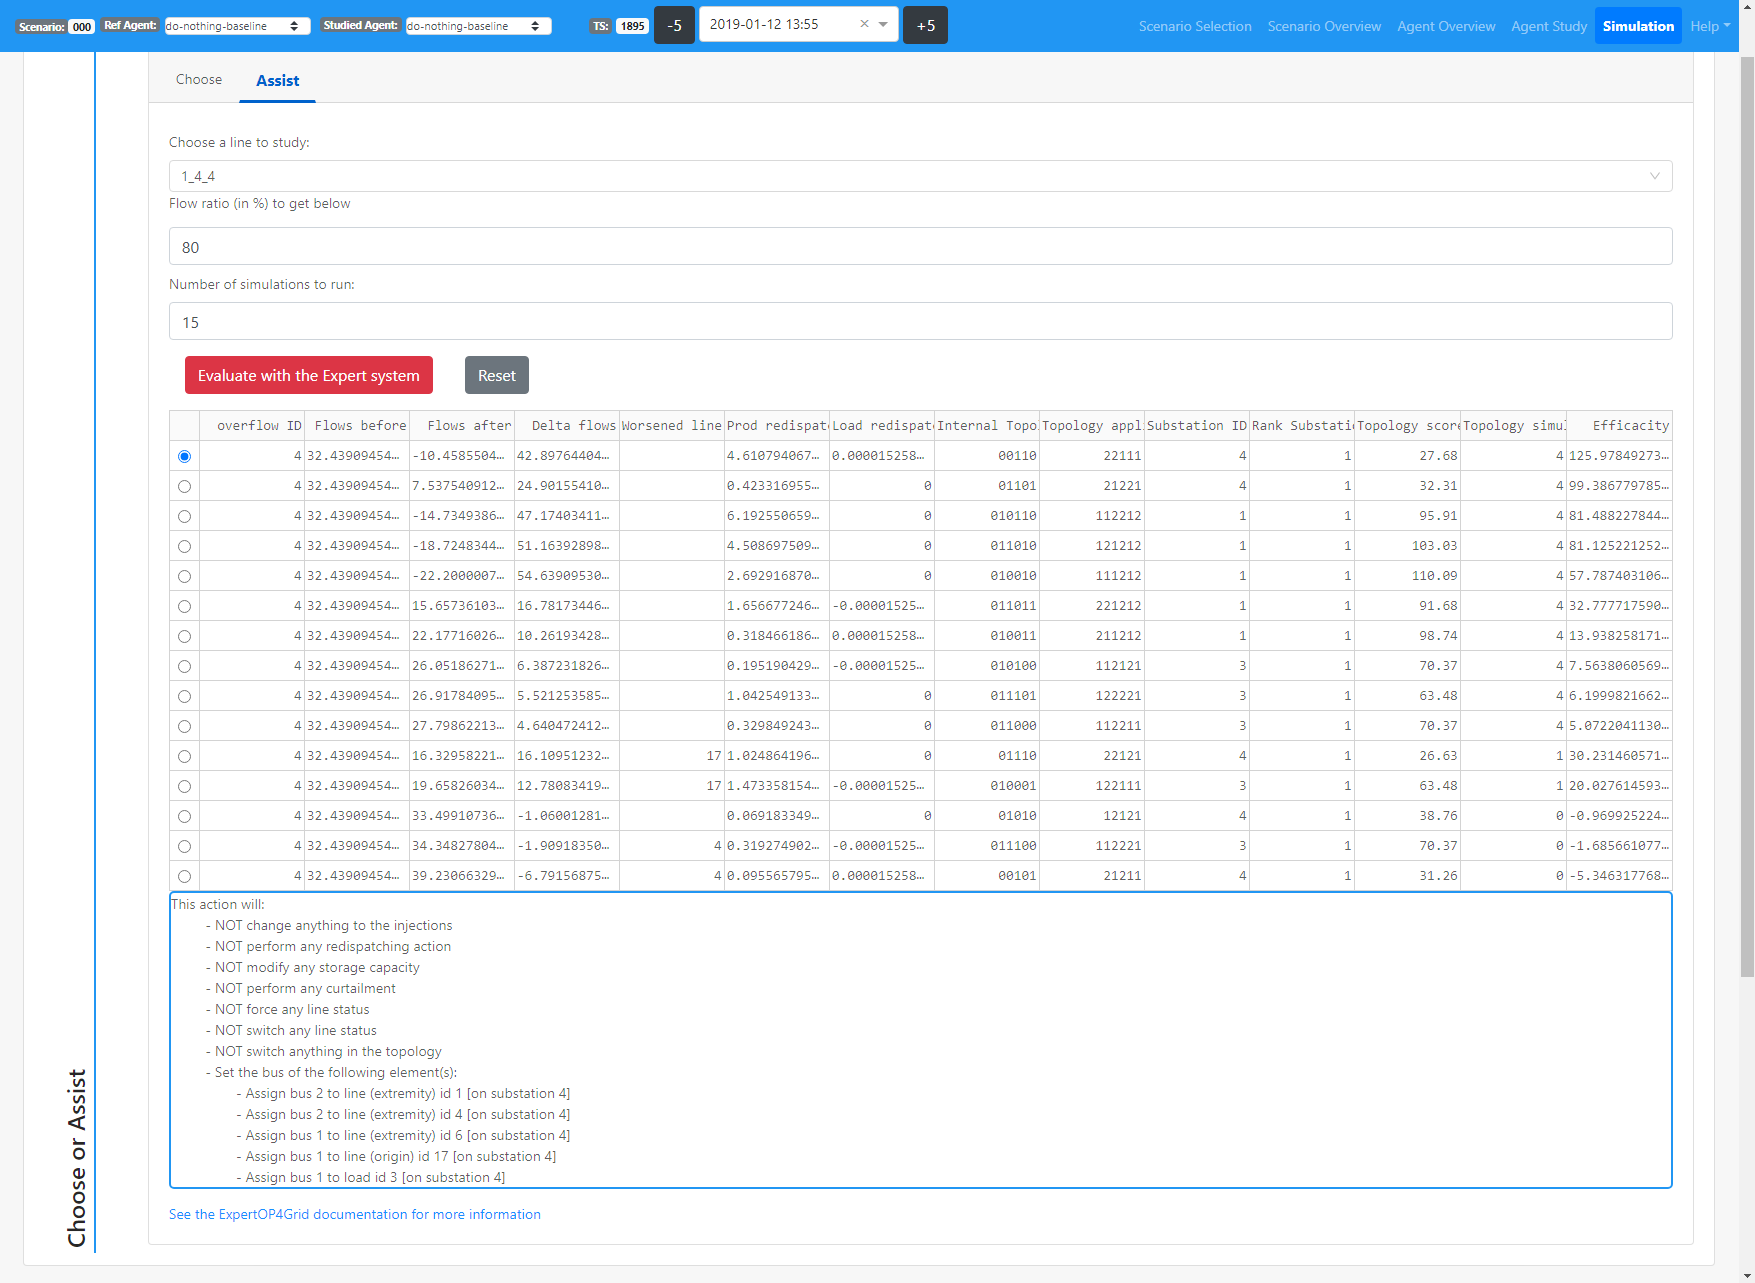 Scenario: 000 Ref Agent: do-nothing-baseline Studied Agent: do-nothing-baseline TS: 1895 -5 2019-01-12 13:55 × +5 Scenario Selection Scenario Overview Agent Overview Agent Study Simulation Help
Choose Assist
Choose a line to study:
1_4_4
Flow ratio (in %) to get below
80
Number of simulations to run:
15
Evaluate with the Expert system Reset
overflow ID Flows before Flows after Delta flows Worsened line Prod redispat Load redispat Internal Topo Topology appl Substation ID Rank Substati Topology score Topology simul Efficacity
4 32.43909454… -10.4585504… 42.89764404… 4.610794067… 0.000015258… 00110 22111 4 1 27.68 4 125.97849273…
4 32.43909454… 7.537540912… 24.90155410… 0.423316955… 0 01101 21221 4 1 32.31 4 99.386779785…
4 32.43909454… -14.7349386… 47.17403411… 6.192550659… 0 010110 112212 1 1 95.91 4 81.488227844…
4 32.43909454… -18.7248344… 51.16392898… 4.508697509… 0 011010 121212 1 1 103.03 4 81.125221252…
4 32.43909454… -22.2000007… 54.63909530… 2.692916870… 0 010010 111212 1 1 110.09 4 57.787403106…
4 32.43909454… 15.65736103… 16.78173446… 1.656677246… -0.00001525… 011011 221212 1 1 91.68 4 32.777717590…
4 32.43909454… 22.17716026… 10.26193428… 0.318466186… 0.000015258… 010011 211212 1 1 98.74 4 13.938258171…
4 32.43909454… 26.05186271… 6.387231826… 0.195190429… -0.00001525… 010100 112121 3 1 70.37 4 7.5638060569…
4 32.43909454… 26.91784095… 5.521253585… 1.042549133… 0 011101 122221 3 1 63.48 4 6.1999821662…
4 32.43909454… 27.79862213… 4.640472412… 0.329849243… 0 011000 112211 3 1 70.37 4 5.0722041130…
4 32.43909454… 16.32958221… 16.10951232… 17 1.024864196… 0 01110 22121 4 1 26.63 1 30.231460571…
4 32.43909454… 19.65826034… 12.78083419… 17 1.473358154… -0.00001525… 010001 122111 3 1 63.48 1 20.027614593…
4 32.43909454… 33.49910736… -1.06001281… 0.069183349… 0 01010 12121 4 1 38.76 0 -0.969925224…
4 32.43909454… 34.34827804… -1.90918350… 4 0.319274902… -0.00001525… 011100 112221 3 1 70.37 0 -1.685661077…
4 32.43909454… 39.23066329… -6.79156875… 4 0.095565795… 0.000015258… 00101 21211 4 1 31.26 0 -5.346317768…
This action will:
- NOT change anything to the injections
- NOT perform any redispatching action
- NOT modify any storage capacity
- NOT perform any curtailment
- NOT force any line status
- NOT switch any line status
- NOT switch anything in the topology
- Set the bus of the following element(s):
- Assign bus 2 to line (extremity) id 1 [on substation 4]
- Assign bus 2 to line (extremity) id 4 [on substation 4]
- Assign bus 1 to line (extremity) id 6 [on substation 4]
- Assign bus 1 to line (origin) id 17 [on substation 4]
- Assign bus 1 to load id 3 [on substation 4]
See the ExpertOP4Grid documentation for more information
Choose or Assist